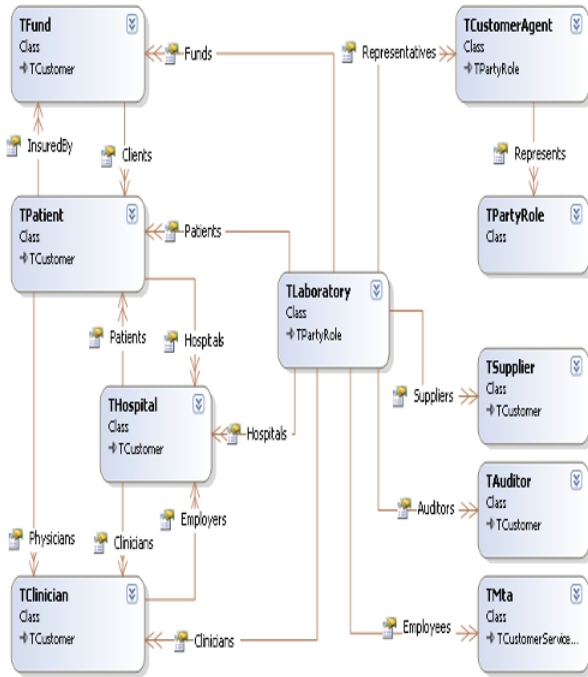 TFund
Class
TCustomer
Funds
Representatives
TCustomerAgent
Class
TPartyRole
InsuredBy
Clients
Represents
TPatient
Class
TCustomer
Patients
TPartyRole
Class
TLaboratory
Class
TPartyRole
Patients
Hospitals
THospital
Class
TCustomer
Hospitals
Suppliers
TSupplier
Class
TCustomer
Physicians
Clinicians
Employers
Auditors
TAuditor
Class
TCustomer
TClinician
Class
TCustomer
Clinicians
Employees
TMta
Class
TCustomerService...